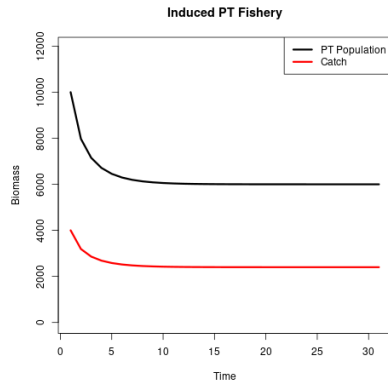 Induced PT Fishery
PT Population
Catch
Biomass
12000
10000
8000
6000
4000
2000
0
0 5 10 15 20 25 30
Time